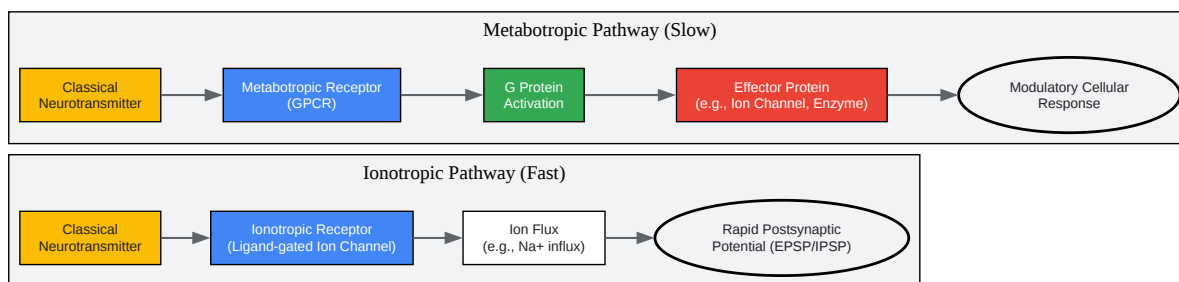 Metabotropic Pathway (Slow)
Classical
Neurotransmitter
Metabotropic Receptor
(GPCR)
G Protein
Activation
Effector Protein
(e.g., Ion Channel, Enzyme)
Modulatory Cellular
Response
Ionotropic Pathway (Fast)
Classical
Neurotransmitter
Ionotropic Receptor
(Ligand-gated Ion Channel)
Ion Flux
(e.g., Na+ influx)
Rapid Postsynaptic
Potential (EPSP/IPSP)